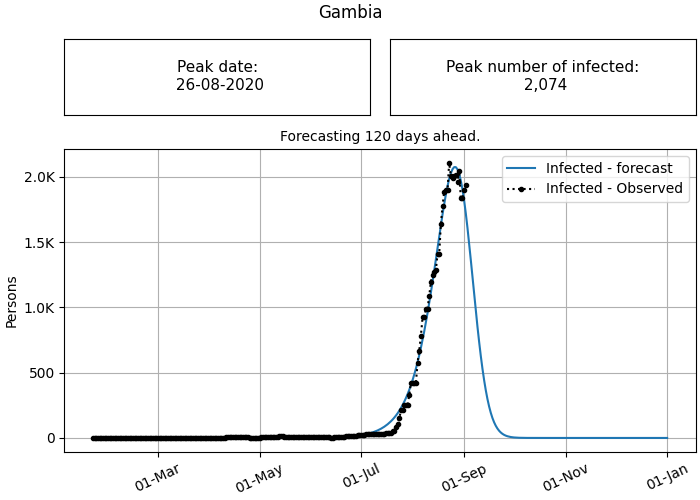 Gambia
Peak date:
26-08-2020
Peak number of infected:
2,074
Forecasting 120 days ahead.
Infected - forecast
Infected - Observed
Persons
2.0K
1.5K
1.0K
500
0
01-Mar
01-May
01-Jul
01-Sep
01-Nov
01-Jan